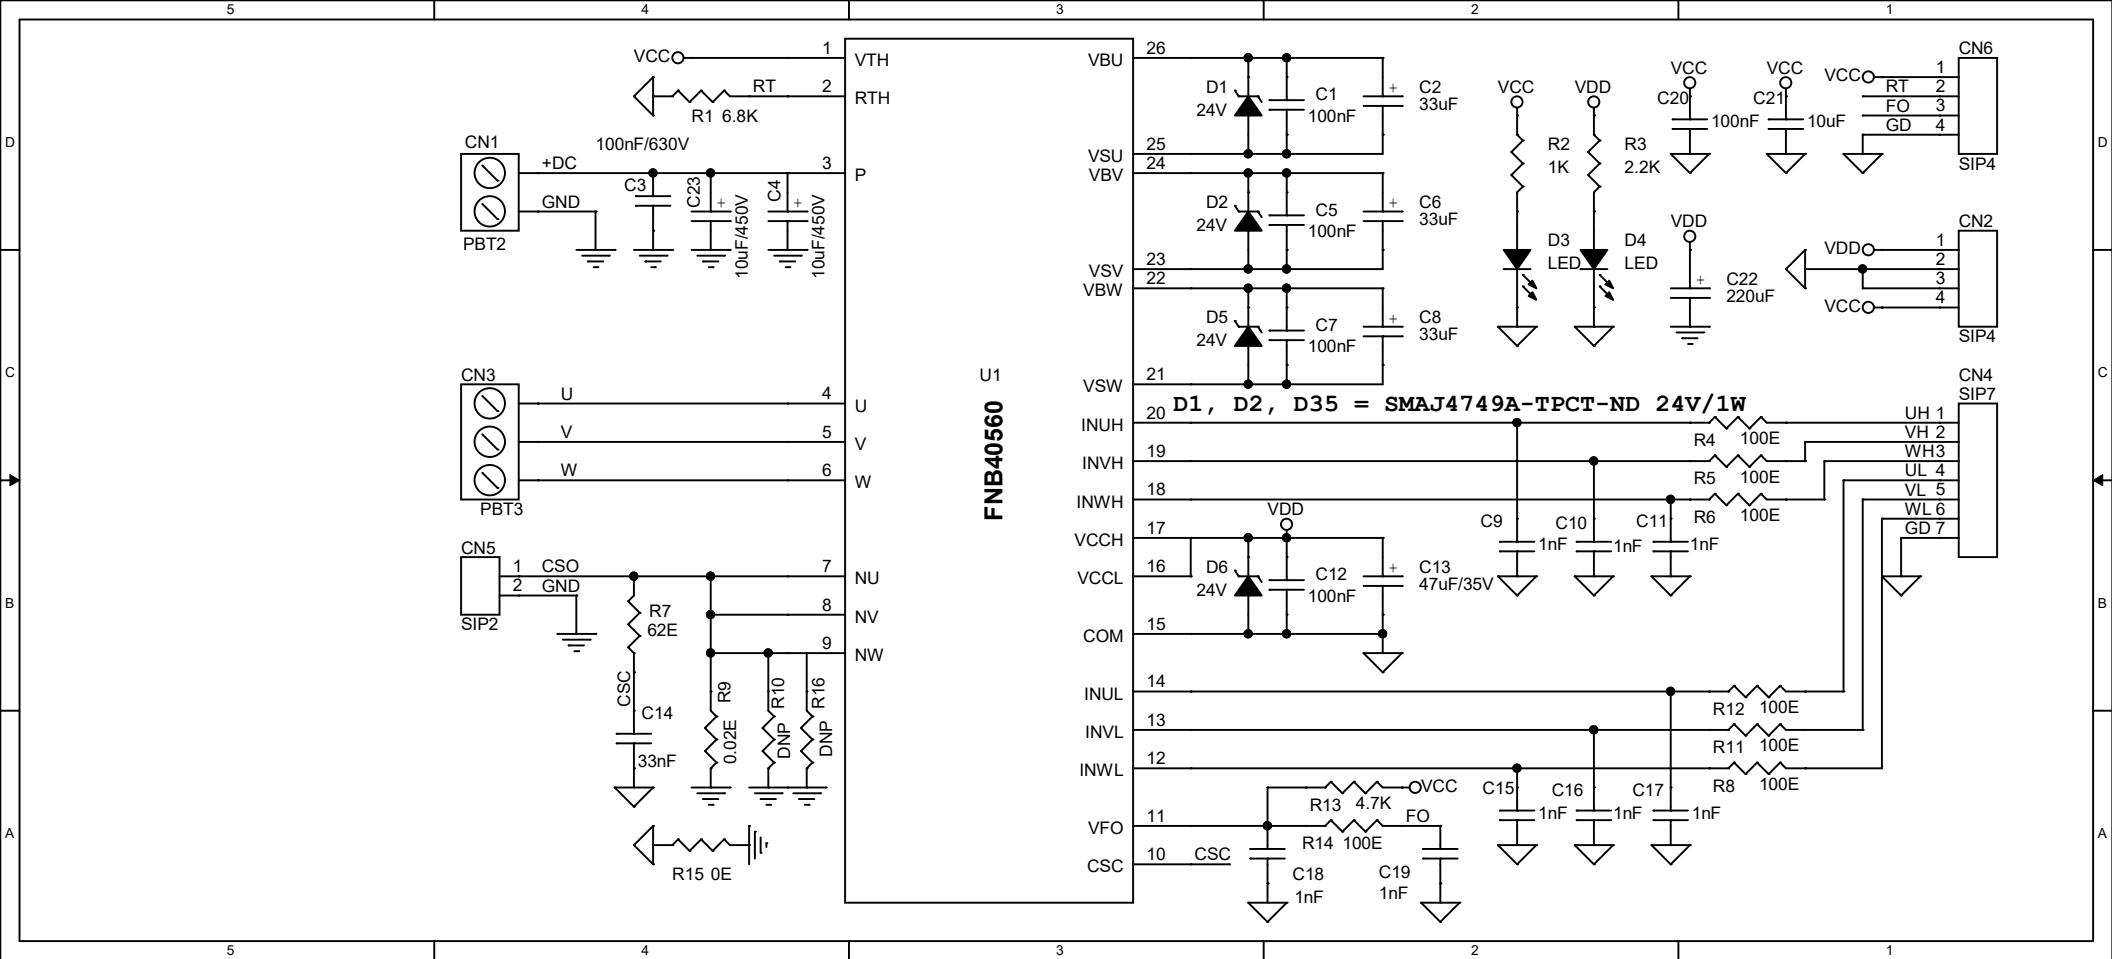 5 4 3 2 1
D D
C C
B B
A A
VCC 1 VTH
RT 2 RTH
R1 6.8K
CN1
100nF/630V
+DC 3 P
GND
PBT2
C3
C23
10uF/450V
C4
10uF/450V
CN3
U 4 U
V 5 V
W 6 W
PBT3
CN5
1 CSO 7 NU
2 GND
SIP2
8 NV
9 NW
R7
62E
CSC
C14
33nF
R9
0.02E
R10
DNP
R16
DNP
R15 0E
U1
FNB40560
VBU 26
D1
24V
C1
100nF
C2
33uF
VSU 25
VBV 24
D2
24V
C5
100nF
C6
33uF
VSV 23
VBW 22
D5
24V
C7
100nF
C8
33uF
VSW 21
D1, D2, D35 = SMAJ4749A-TPCT-ND 24V/1W
INUH 20
INVH 19
INWH 18
VCCH 17
VCCL 16
VDD
D6
24V
C12
100nF
C13
47uF/35V
COM 15
INUL 14
INVL 13
INWL 12
VFO 11
CSC 10 CSC
R13 4.7K VCC
R14 100E FO
C18
1nF
C19
1nF
VCC
R2
1K
D3
LED
VDD
R3
2.2K
D4
LED
VCC
C20
100nF
VCC
C21
10uF
VDD
C22
220uF
CN6
VCC 1
RT 2
FO 3
GD 4
SIP4
CN2
VDD 1
2
3
VCC 4
SIP4
CN4
SIP7
UH 1
VH 2
WH3
UL 4
VL 5
WL 6
GD 7
R4 100E
R5 100E
R6 100E
C9
1nF
C10
1nF
C11
1nF
R12 100E
R11 100E
R8 100E
C15
1nF
C16
1nF
C17
1nF
5 4 3 2 1